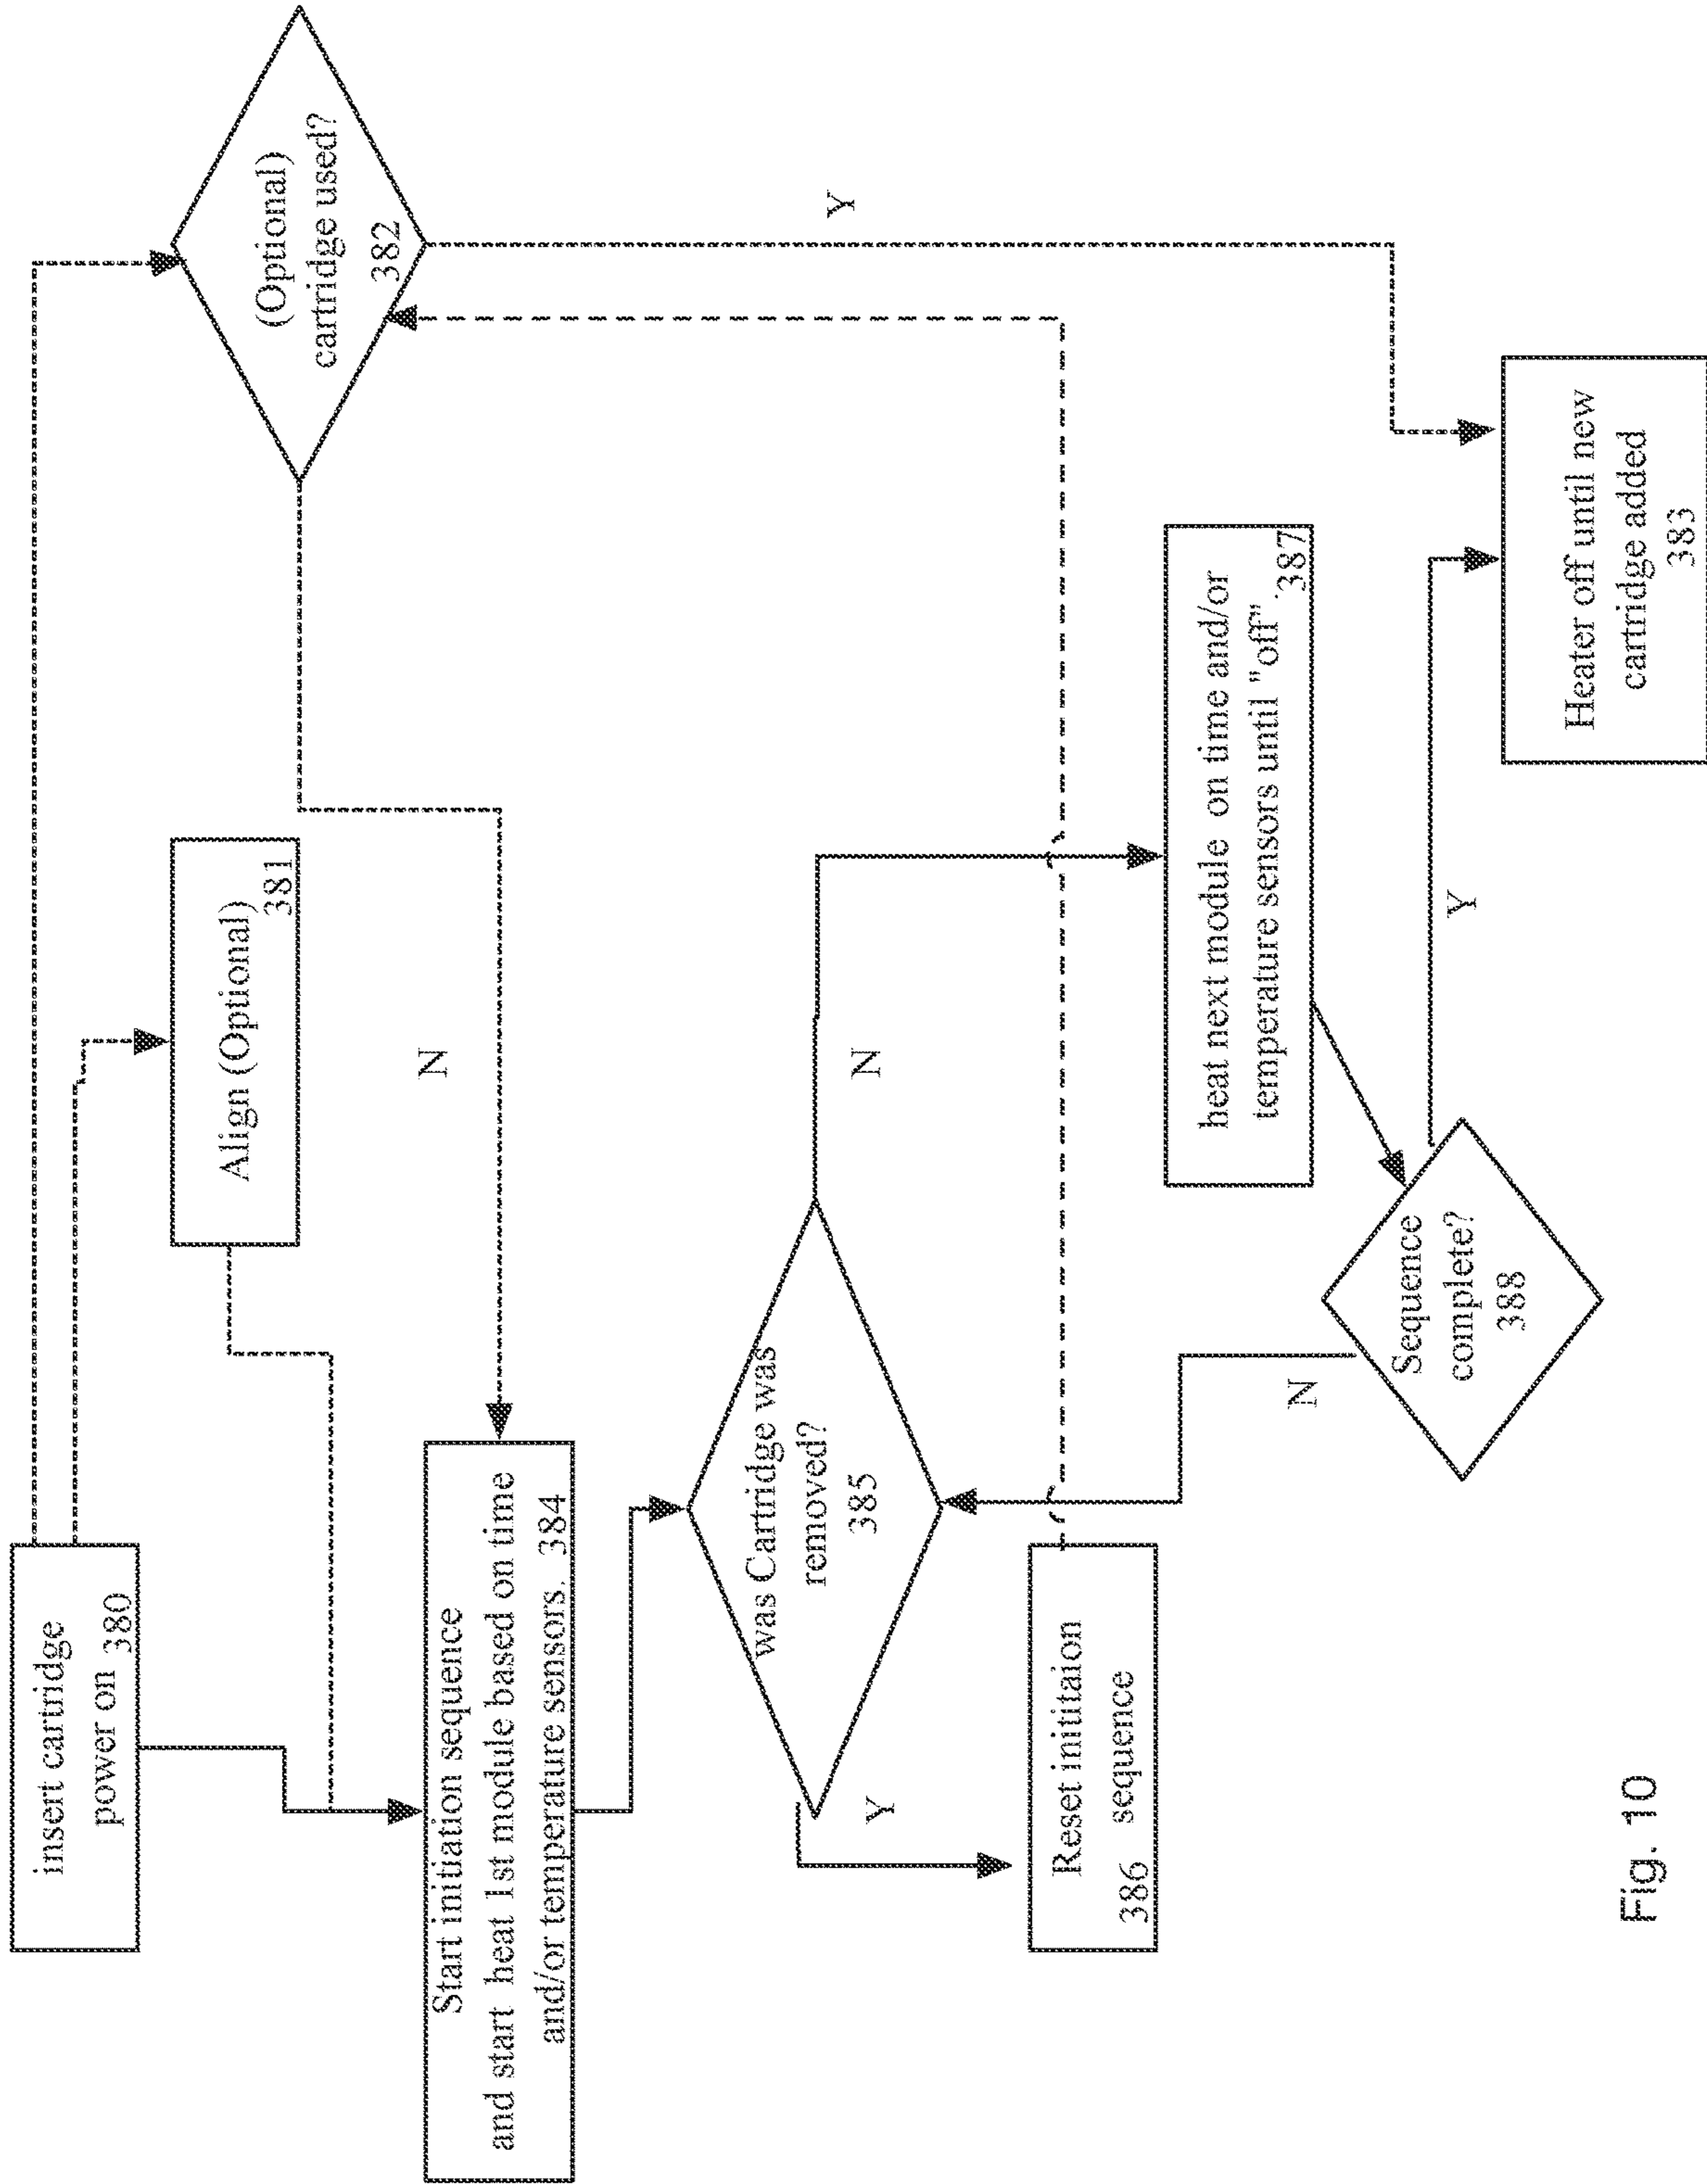 insert cartridge
power on 380
Align (Optional)
381
(Optional)
cartridge used?
382
N
Y
Start initiation sequence
and start heat 1st module based on time
and/or temperature sensors. 384
was Cartridge was
removed?
385
Y
N
Reset inititaion
386 sequence
heat next module on time and/or
temperature sensors until "off".
387
Sequence
complete?
388
N
Y
Heater off until new
cartridge added
383
Fig. 10